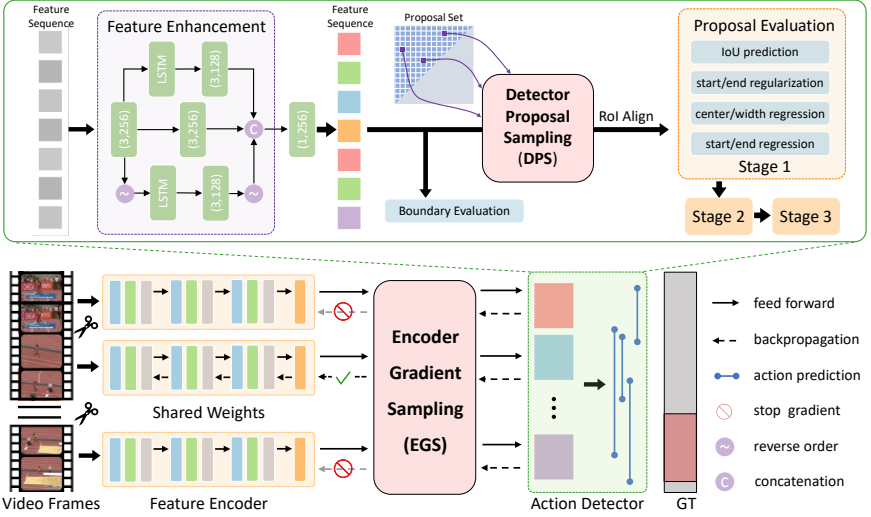 Feature
Sequence
Feature Enhancement
LSTM
(3,128)
(3,256)
(3,256)
C
(1,256)
~
LSTM
(3,128)
~
Feature
Sequence
Proposal Set
Detector
Proposal
Sampling
(DPS)
Boundary Evaluation
RoI Align
Proposal Evaluation
IoU prediction
start/end regularization
center/width regression
start/end regression
Stage 1
Stage 2
Stage 3
Video Frames
Shared Weights
Feature Encoder
Encoder
Gradient
Sampling
(EGS)
Action Detector
GT
feed forward
backpropagation
action prediction
stop gradient
~
reverse order
C
concatenation